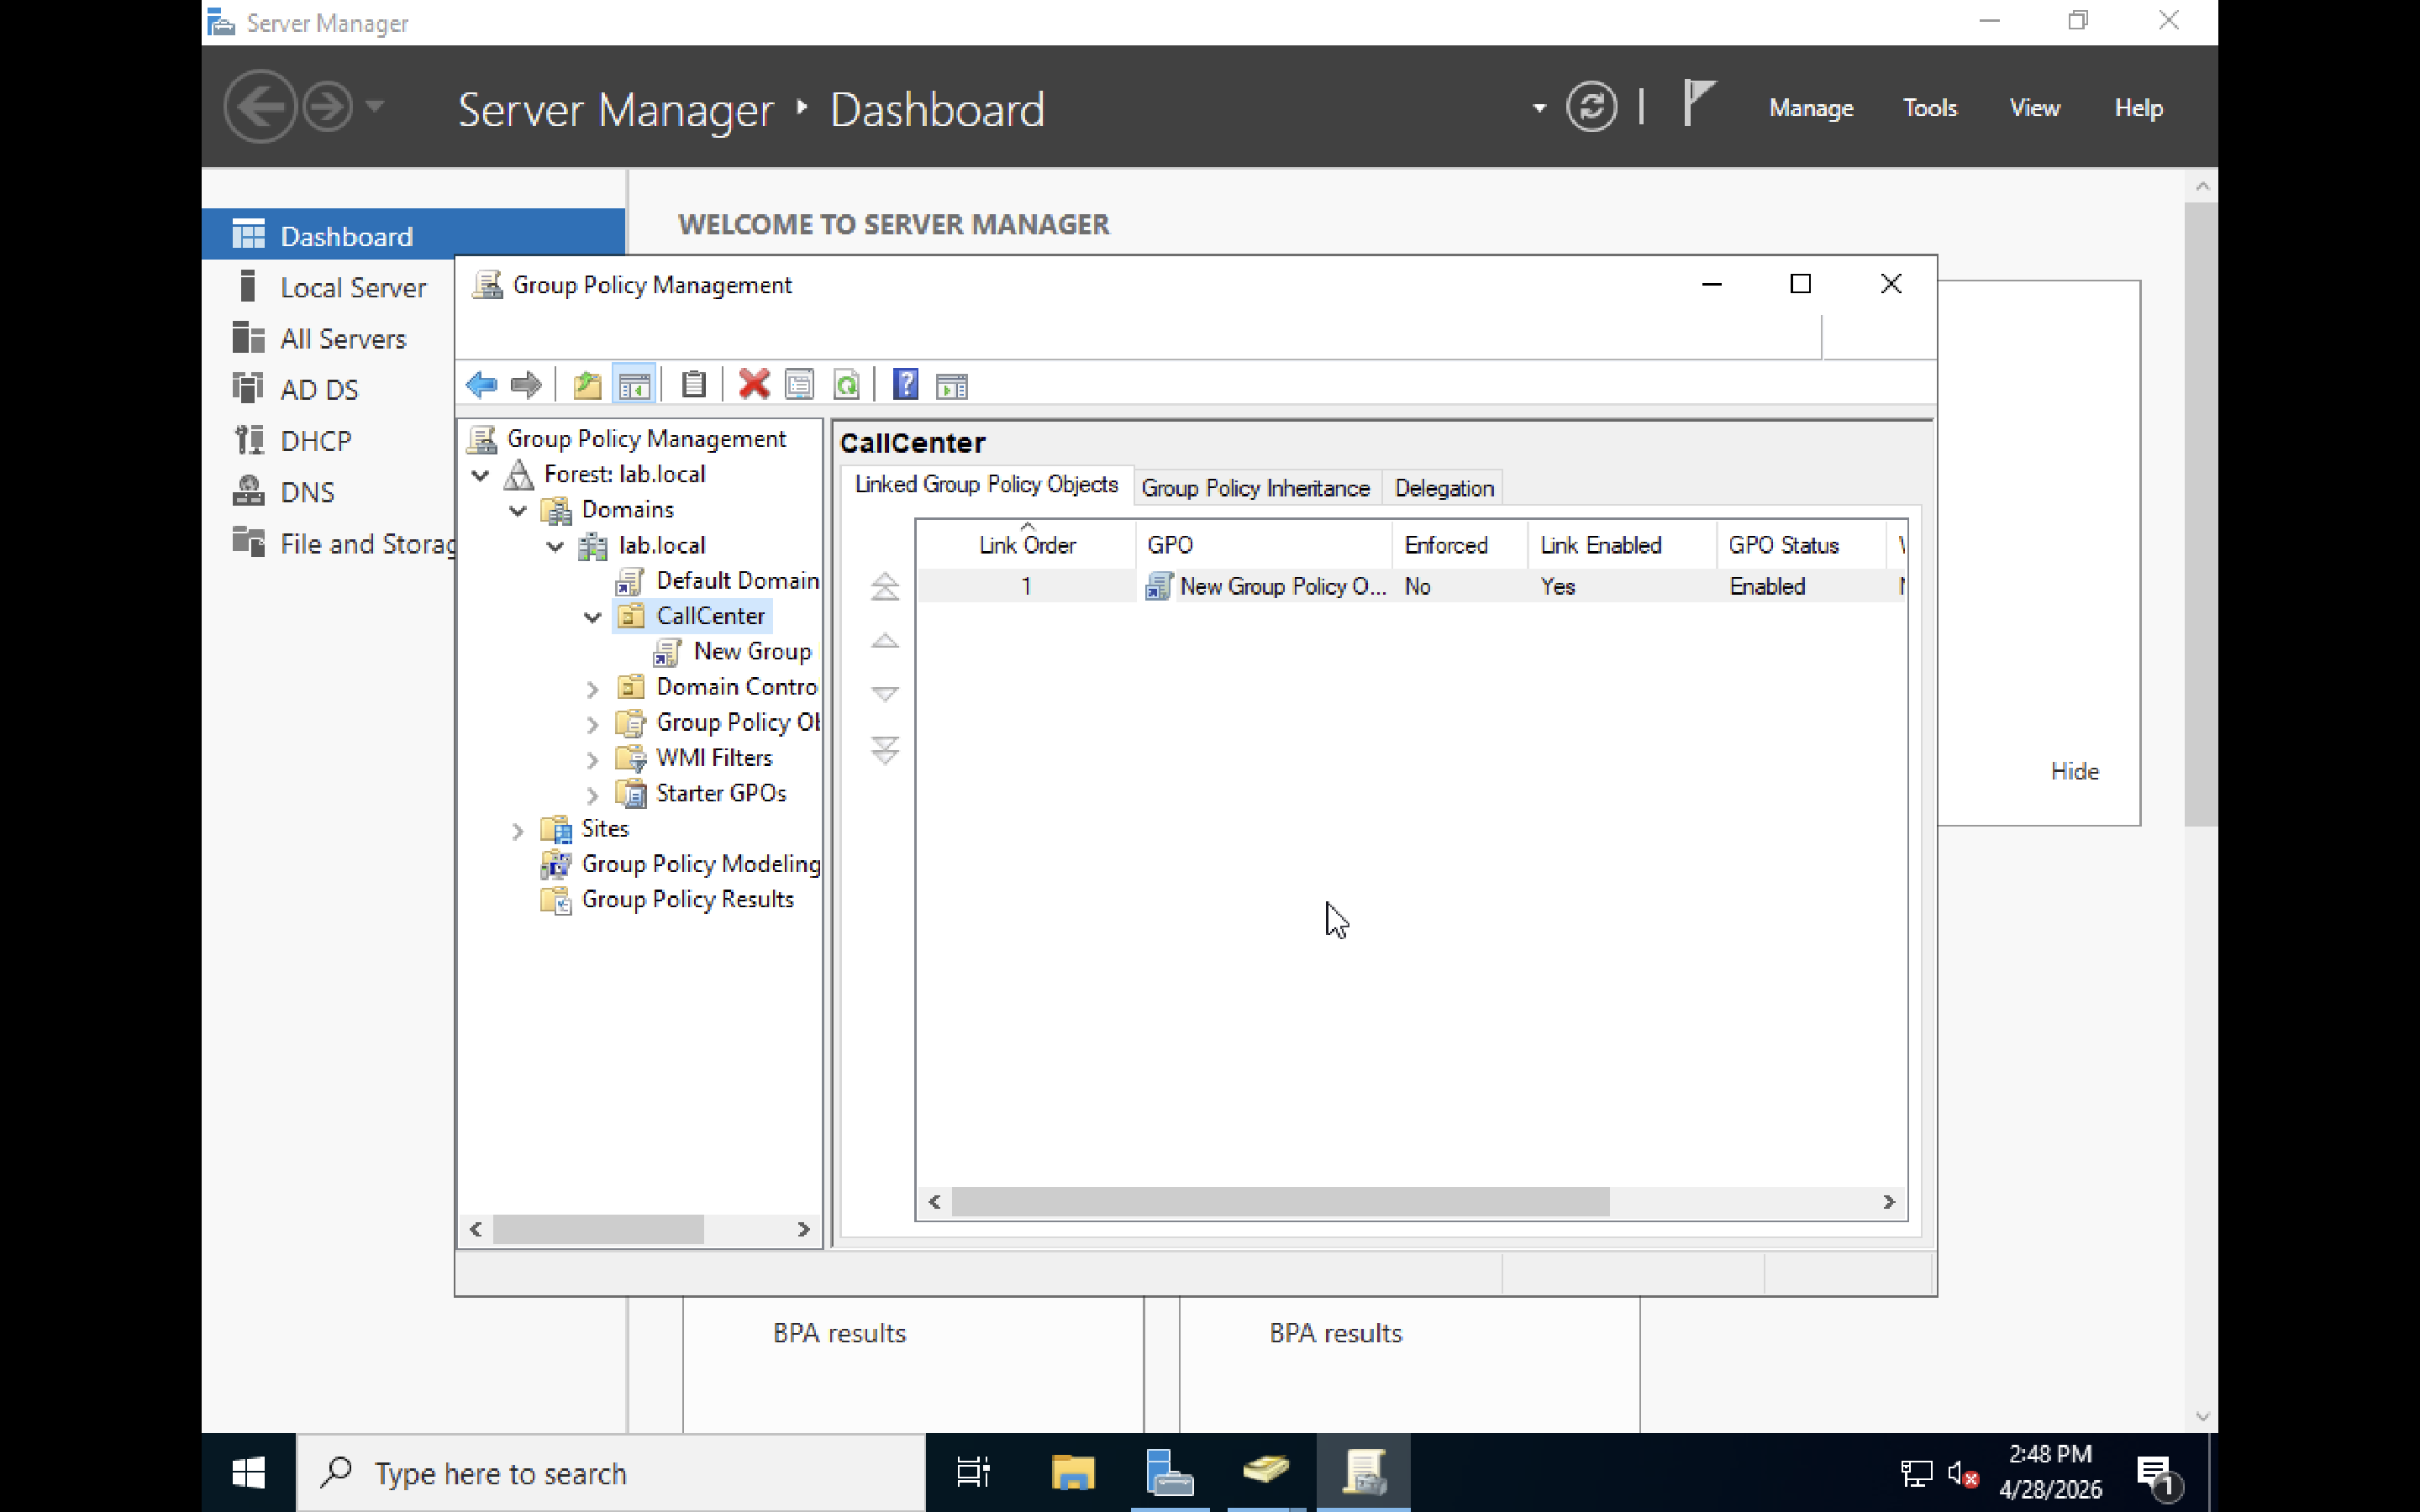 Server Manager
Server Manager ‣ Dashboard
Manage Tools View Help
Dashboard
Local Server
All Servers
AD DS
DHCP
DNS
File and Storag
WELCOME TO SERVER MANAGER
Hide
Group Policy Management
Group Policy Management
Forest: lab.local
Domains
lab.local
Default Domain
CallCenter
New Group
Domain Contro
Group Policy Ob
WMI Filters
Starter GPOs
Sites
Group Policy Modeling
Group Policy Results
CallCenter
Linked Group Policy Objects Group Policy Inheritance Delegation
Link Order GPO Enforced Link Enabled GPO Status
1 New Group Policy O... No Yes Enabled
BPA results BPA results
Type here to search
2:48 PM
4/28/2026
1